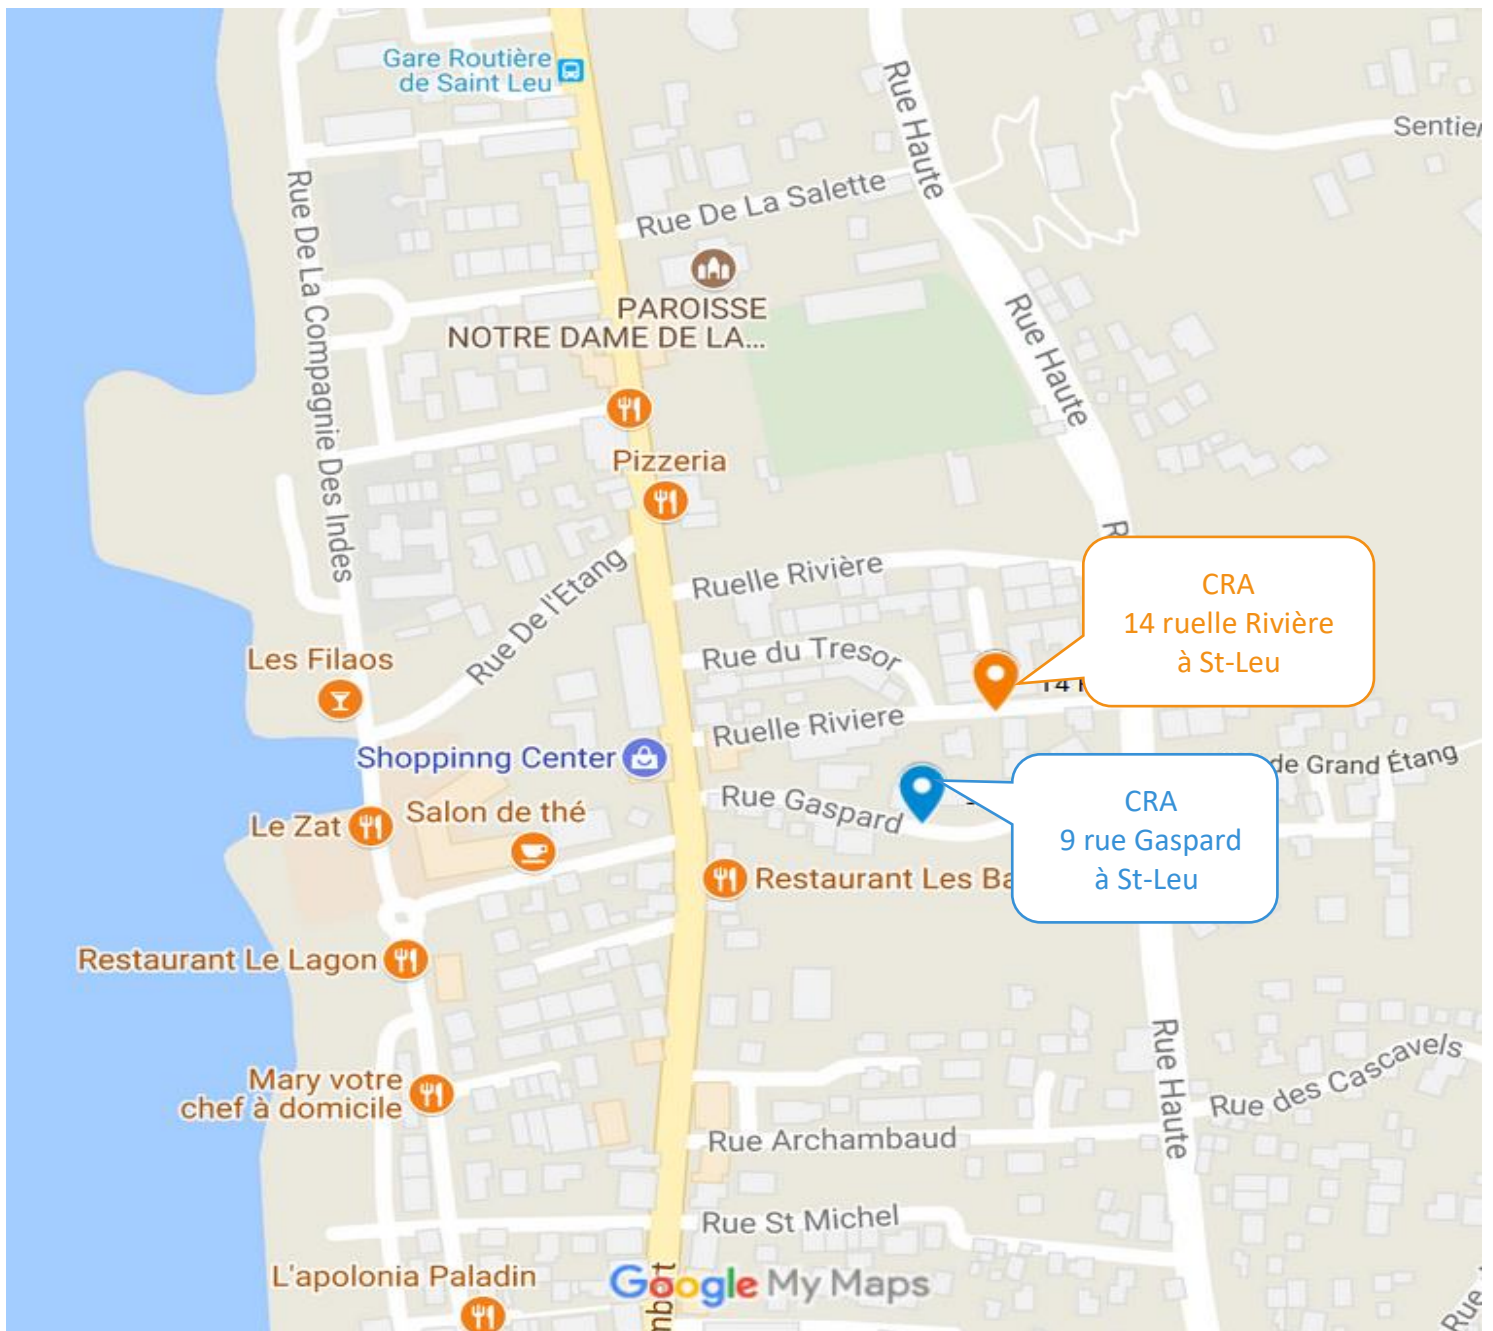 Gare Routière
de Saint Leu
Rue Haute
Sentier
Rue De La Salette
Rue De La Compagnie Des Indes
PAROISSE
NOTRE DAME DE LA...
Rue Haute
Pizzeria
Rue De l'Etang
Ruelle Rivière
CRA
14 ruelle Rivière
à St-Leu
Rue du Tresor
Les Filaos
14
Ruelle Riviere
Shoppinng Center
de Grand Étang
Rue Gaspard
CRA
9 rue Gaspard
à St-Leu
Salon de thé
Le Zat
Restaurant Les Ba
Restaurant Le Lagon
Rue Haute
Rue des Cascavels
Mary votre
chef à domicile
Rue Archambaud
Rue St Michel
L'apolonia Paladin
Google My Maps
Rue